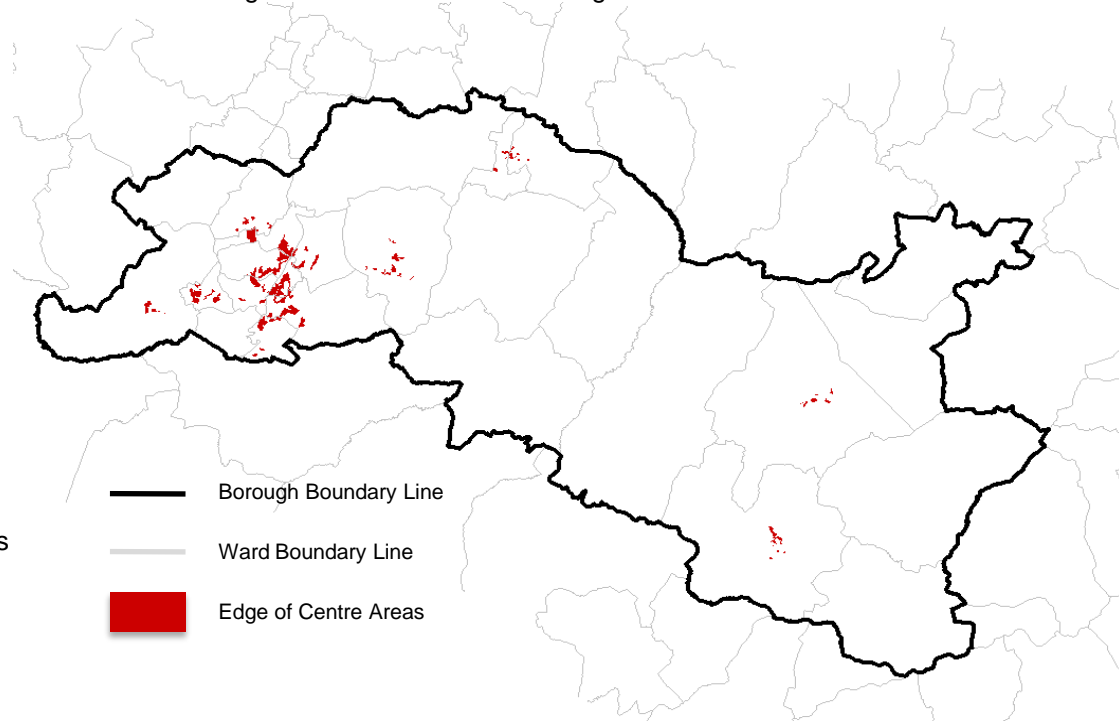 Borough Boundary Line
Ward Boundary Line
s
Edge of Centre Areas